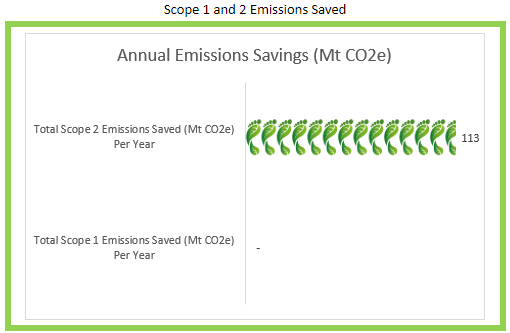 Scope 1 and 2 Emissions Saved
Annual Emissions Savings (Mt CO2e)
Total Scope 2 Emissions Saved (Mt CO2e)
Per Year
113
Total Scope 1 Emissions Saved (Mt CO2e)
Per Year
-